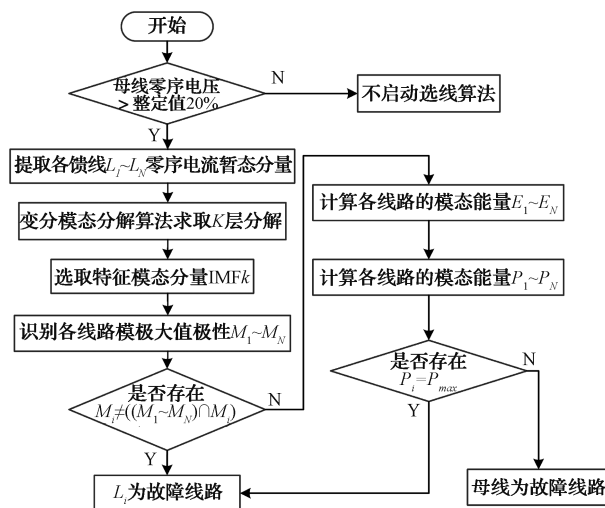 开始
母线零序电压
＞整定值20%
N
不启动选线算法
Y
提取各馈线L1~LN零序电流暂态分量
变分模态分解算法求取K层分解
选取特征模态分量IMFk
识别各线路模极大值极性M1~MN
是否存在
Mi≠((M1~MN)∩Mi)
N
Y
Li为故障线路
计算各线路的模态能量E1~EN
计算各线路的模态能量P1~PN
是否存在
Pi=Pmax
N
Y
母线为故障线路